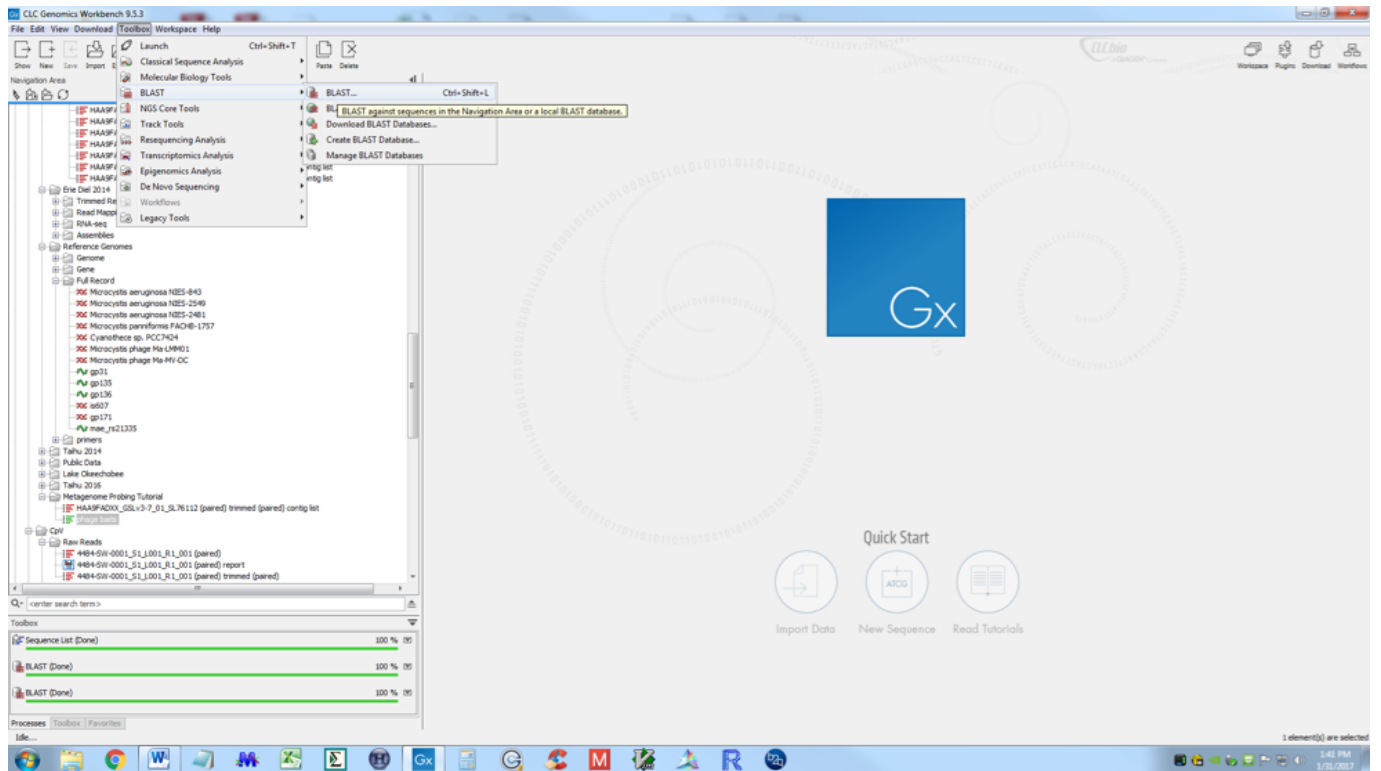 CLC Genomics Workbench 9.5.3
File Edit View Download Toolbox Workspace Help
Show New Save Import
Paste Delete
Workspace Plugins Download Workflows
CLC bio
Navigation Area
Launch Ctrl+Shift+T
Classical Sequence Analysis
Molecular Biology Tools
BLAST
NGS Core Tools
Track Tools
Resequencing Analysis
Transcriptomics Analysis
Epigenomics Analysis
De Novo Sequencing
Workflows
Legacy Tools
BLAST... Ctrl+Shift+L
BLAST against sequences in the Navigation Area or a local BLAST database.
Download BLAST Databases...
Create BLAST Database...
Manage BLAST Databases
Erie Diel 2014
Trimmed Re
Read Mappi
RNA-seq
Assemblies
Reference Genomes
Genome
Gene
Full Record
Microcystis aeruginosa NIES-843
Microcystis aeruginosa NIES-2549
Microcystis aeruginosa NIES-2481
Microcystis panniformis FACHB-1757
Cyanothece sp. PCC7424
Microcystis phage Ma-LMM01
Microcystis phage Ma-MV-DC
gp31
gp135
gp136
is607
gp171
mae_rs21335
primers
Taihu 2014
Public Data
Lake Okeechobee
Taihu 2016
Metagenome Probing Tutorial
HAA9FADXX_GSLv3-7_01_SL76112 (paired) trimmed (paired) contig list
phage baits
CpV
Raw Reads
4484-SW-0001_S1_L001_R1_001 (paired)
4484-SW-0001_S1_L001_R1_001 (paired) report
4484-SW-0001_S1_L001_R1_001 (paired) trimmed (paired)
<enter search term>
Toolbox
Sequence List (Done) 100 %
BLAST (Done) 100 %
BLAST (Done) 100 %
Processes Toolbox Favorites
Idle...
1 element(s) are selected
Gx
Quick Start
ATCG
Import Data New Sequence Read Tutorials
1:41 PM
1/31/2017